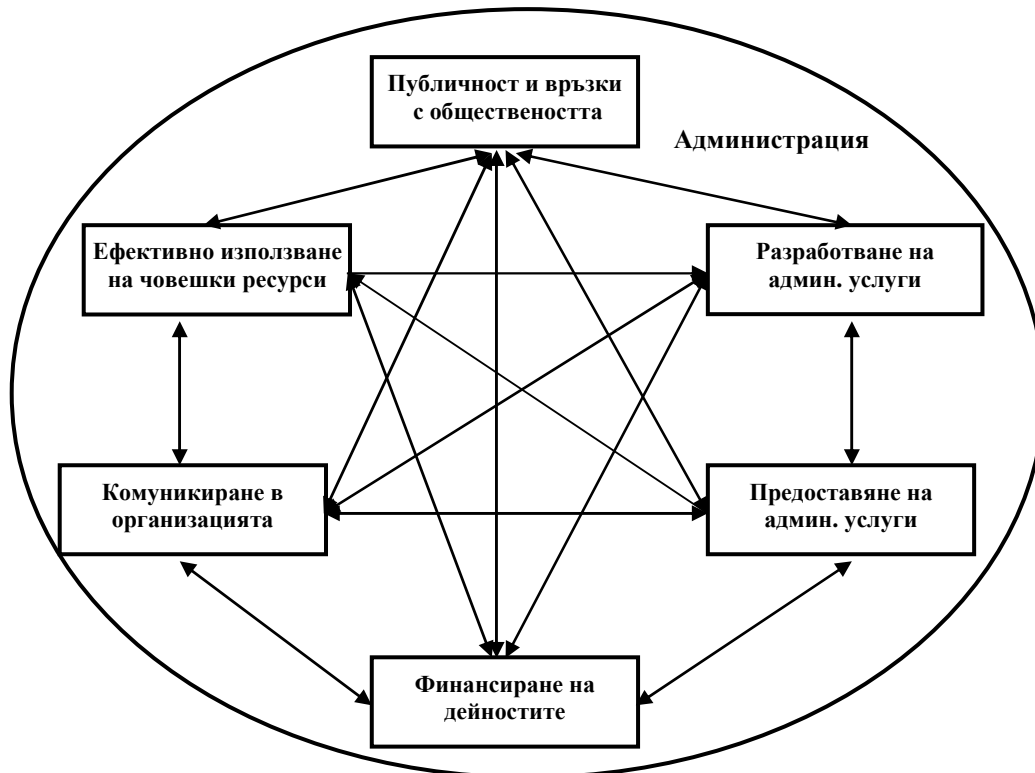 Публичност и връзки
с обществеността
Администрация
Ефективно използване
на човешки ресурси
Разработване на
админ. услуги
Комуникиране в
организацията
Предоставяне на
админ. услуги
Финансиране на
дейностите